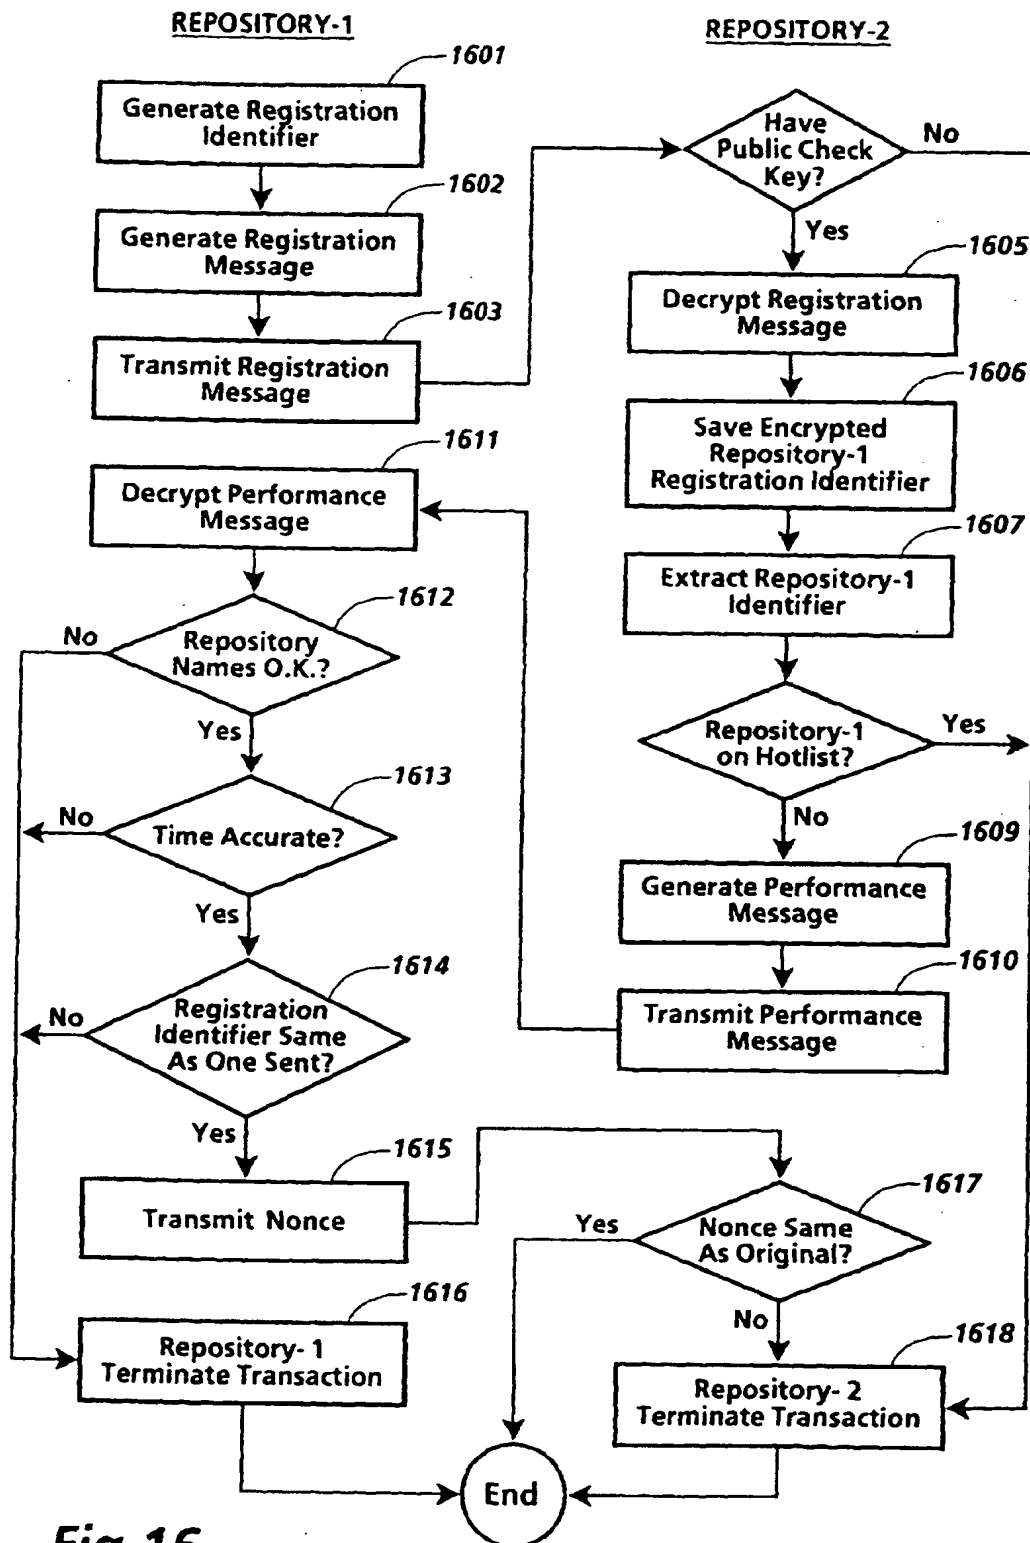 REPOSITORY-1
REPOSITORY-2
1601
Generate Registration
Identifier
1602
Generate Registration
Message
1603
Transmit Registration
Message
Have
Public Check
Key?
No
Yes
1605
Decrypt Registration
Message
1606
Save Encrypted
Repository-1
Registration Identifier
1607
Extract Repository-1
Identifier
Repository-1
on Hotlist?
Yes
No
1609
Generate Performance
Message
1610
Transmit Performance
Message
1611
Decrypt Performance
Message
1612
Repository
Names O.K.?
No
Yes
1613
Time Accurate?
No
Yes
1614
Registration
Identifier Same
As One Sent?
No
Yes
1615
Transmit Nonce
1616
Repository- 1
Terminate Transaction
1617
Nonce Same
As Original?
Yes
No
1618
Repository- 2
Terminate Transaction
End
Fig. 16